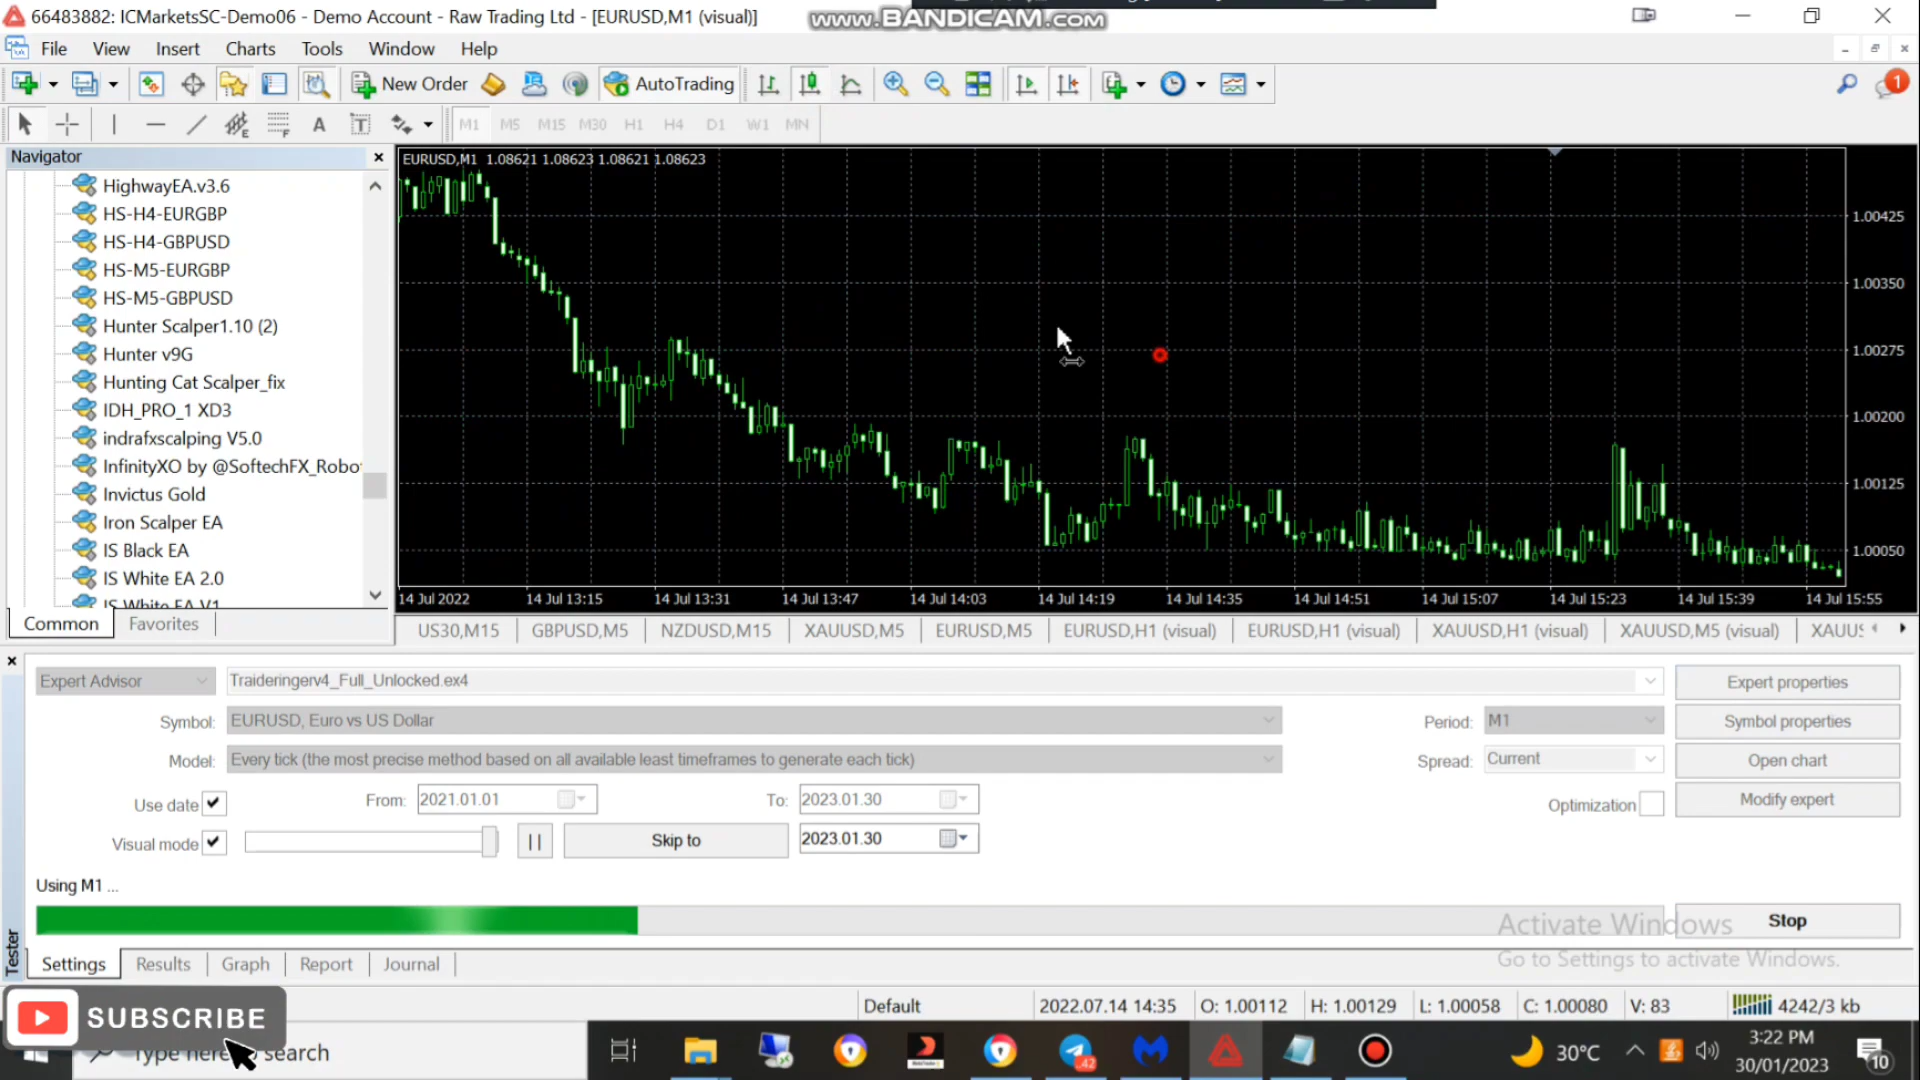 66483882: ICMarketsSC-Demo06 - Demo Account - Raw Trading Ltd - [EURUSD,M1 (visual)]
www.BANDICAM.com
File View Insert Charts Tools Window Help
New Order AutoTrading 1
A T M1 M5 M15 M30 H1 H4 D1 W1 MN
Navigator
HighwayEA.v3.6
HS-H4-EURGBP
HS-H4-GBPUSD
HS-M5-EURGBP
HS-M5-GBPUSD
Hunter Scalper1.10 (2)
Hunter v9G
Hunting Cat Scalper_fix
IDH_PRO_1 XD3
indrafxscalping V5.0
InfinityXO by @SoftechFX_Robo
Invictus Gold
Iron Scalper EA
IS Black EA
IS White EA 2.0
IS White EA V1
Common Favorites
EURUSD,M1 1.08621 1.08623 1.08621 1.08623
1.00425
1.00350
1.00275
1.00200
1.00125
1.00050
14 Jul 2022 14 Jul 13:15 14 Jul 13:31 14 Jul 13:47 14 Jul 14:03 14 Jul 14:19 14 Jul 14:35 14 Jul 14:51 14 Jul 15:07 14 Jul 15:23 14 Jul 15:39 14 Jul 15:55
US30,M15 GBPUSD,M5 NZDUSD,M15 XAUUSD,M5 EURUSD,M5 EURUSD,H1 (visual) EURUSD,H1 (visual) XAUUSD,H1 (visual) XAUUSD,M5 (visual) XAUUS
Expert Advisor Traideringerv4_Full_Unlocked.ex4 Expert properties
Symbol: EURUSD, Euro vs US Dollar Period: M1 Symbol properties
Model: Every tick (the most precise method based on all available least timeframes to generate each tick) Spread: Current Open chart
Use date From: 2021.01.01 To: 2023.01.30 Optimization Modify expert
Visual mode Skip to 2023.01.30
Using M1 ...
Activate Windows
Stop
Go to Settings to activate Windows.
Tester
Settings Results Graph Report Journal
Default 2022.07.14 14:35 O: 1.00112 H: 1.00129 L: 1.00058 C: 1.00080 V: 83 4242/3 kb
SUBSCRIBE
Type here to search
42
30°C
3:22 PM
30/01/2023
10